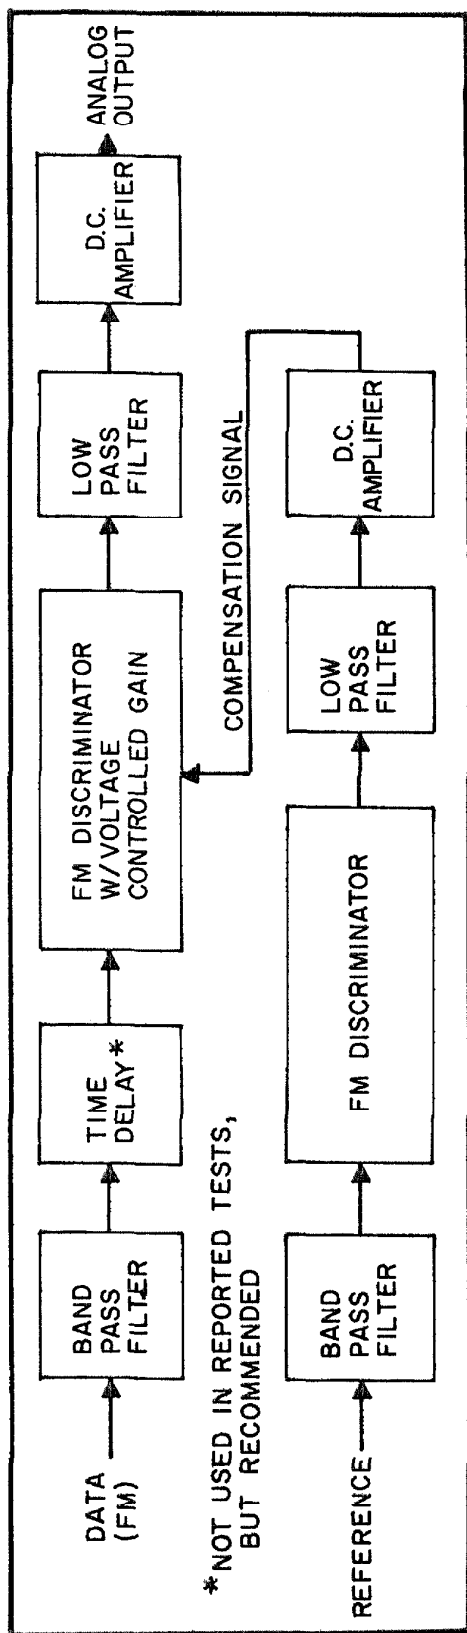 DATA
(FM)
BAND
PASS
FILTER
TIME
DELAY*
FM DISCRIMINATOR
W/VOLTAGE
CONTROLLED GAIN
LOW
PASS
FILTER
D.C.
AMPLIFIER
ANALOG
OUTPUT
*NOT USED IN REPORTED TESTS,
BUT RECOMMENDED
COMPENSATION SIGNAL
REFERENCE
BAND
PASS
FILTER
FM DISCRIMINATOR
LOW
PASS
FILTER
D.C.
AMPLIFIER